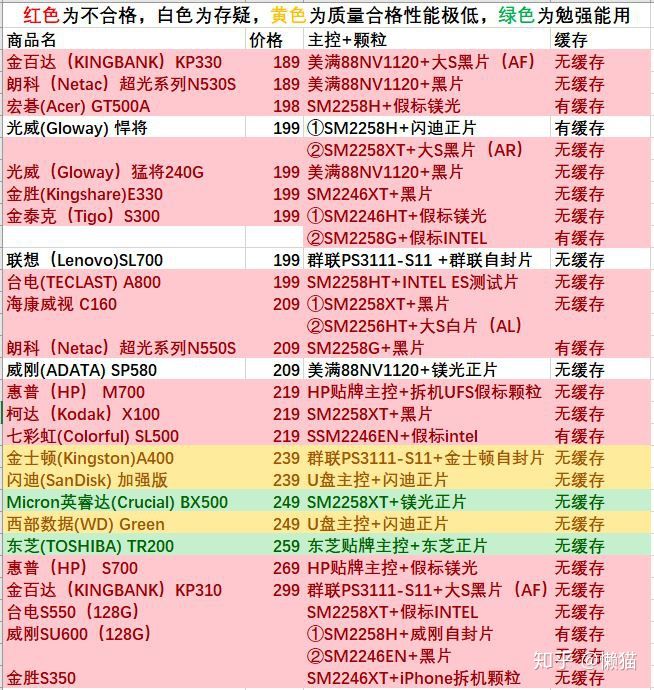 红色为不合格，白色为存疑，黄色为质量合格性能极低，绿色为勉强能用
商品名 价格 主控+颗粒 缓存
金百达（KINGBANK）KP330 189 美满88NV1120+大S黑片（AF) 无缓存
朗科（Netac）超光系列N530S 189 美满88NV1120+黑片 无缓存
宏碁(Acer) GT500A 198 SM2258H+假标镁光 有缓存
光威(Gloway) 悍将 199 ①SM2258H+闪迪正片 有缓存
②SM2258XT+大S黑片（AR） 无缓存
光威（Gloway）猛将240G 199 美满88NV1120+黑片 无缓存
金胜(Kingshare)E330 199 SM2246XT+黑片 无缓存
金泰克（Tigo）S300 199 ①SM2246HT+假标镁光 无缓存
②SM2258G+假标INTEL 有缓存
联想（Lenovo)SL700 199 群联PS3111-S11 +群联自封片 无缓存
台电(TECLAST) A800 199 SM2258HT+INTEL ES测试片 无缓存
海康威视 C160 209 ①SM2258XT+黑片 无缓存
②SM2256HT+大S白片（AL)
朗科（Netac）超光系列N550S 209 SM2258G+黑片 有缓存
威刚(ADATA) SP580 209 美满88NV1120+镁光正片 无缓存
惠普（HP） M700 219 HP贴牌主控+拆机UFS假标颗粒 无缓存
柯达（Kodak）X100 219 SM2258XT+黑片 无缓存
七彩虹(Colorful) SL500 219 SSM2246EN+假标intel 有缓存
金士顿(Kingston)A400 239 群联PS3111-S11+金士顿自封片 无缓存
闪迪(SanDisk) 加强版 239 U盘主控+闪迪正片 无缓存
Micron英睿达(Crucial) BX500 249 SM2258XT+镁光正片 无缓存
西部数据(WD) Green 249 U盘主控+闪迪正片 无缓存
东芝(TOSHIBA) TR200 259 东芝贴牌主控+东芝正片 无缓存
惠普（HP） S700 269 HP贴牌主控+假标镁光 无缓存
金百达（KINGBANK）KP310 299 群联PS3111-S11+大S黑片（AF) 无缓存
台电S550（128G） SM2258XT+假标INTEL 无缓存
威刚SU600（128G） ①SM2258H+威刚自封片 有缓存
②SM2246EN+黑片 无缓存
金胜S350 SM2246XT+iPhone拆机颗粒 无缓存
知乎 @懒猫